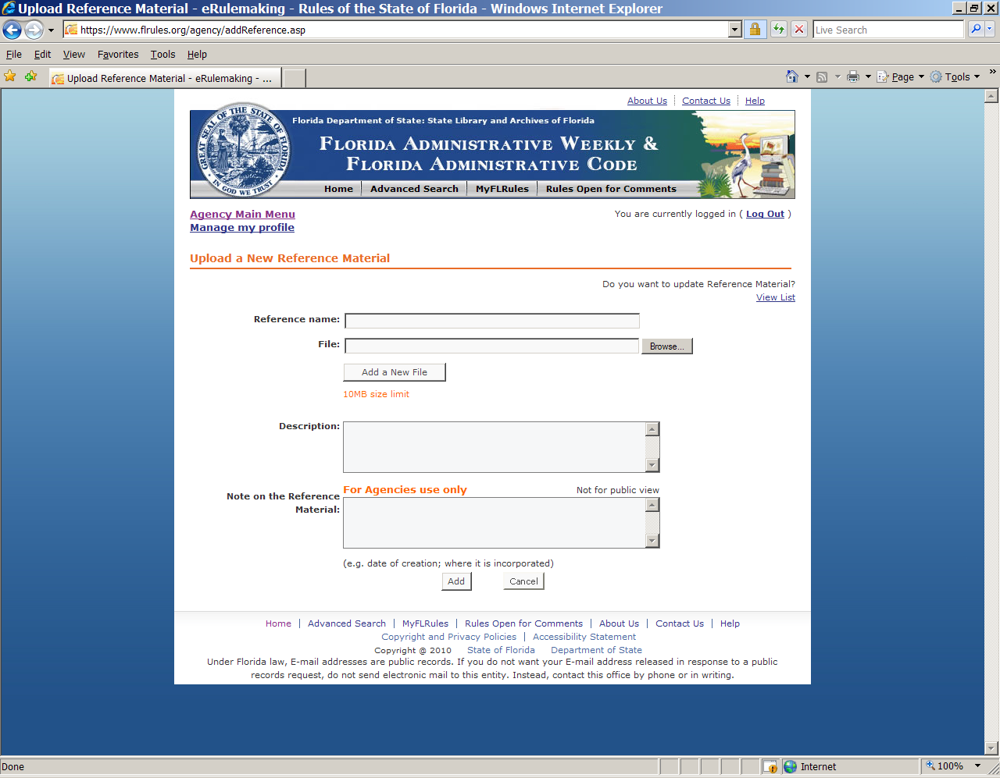 Upload Reference Material - eRulemaking - Rules of the State of Florida - Windows Internet Explorer
https://www.flrules.org/agency/addReference.asp
Live Search
File Edit View Favorites Tools Help
Upload Reference Material - eRulemaking - ...
Page Tools »
About Us Contact Us Help
GREAT SEAL OF THE STATE OF FLORIDA
IN GOD WE TRUST
Florida Department of State: State Library and Archives of Florida
FLORIDA ADMINISTRATIVE WEEKLY &
FLORIDA ADMINISTRATIVE CODE
Home | Advanced Search | MyFLRules | Rules Open for Comments
Agency Main Menu
You are currently logged in ( Log Out )
Manage my profile
Upload a New Reference Material
Do you want to update Reference Material?
View List
Reference name:
File: Browse...
Add a New File
10MB size limit
Description:
For Agencies use only Not for public view
Note on the Reference
Material:
(e.g. date of creation; where it is incorporated)
Add Cancel
Home | Advanced Search | MyFLRules | Rules Open for Comments | About Us | Contact Us | Help
Copyright and Privacy Policies | Accessibility Statement
Copyright @ 2010 State of Florida Department of State
Under Florida law, E-mail addresses are public records. If you do not want your E-mail address released in response to a public
records request, do not send electronic mail to this entity. Instead, contact this office by phone or in writing.
Done Internet 100%